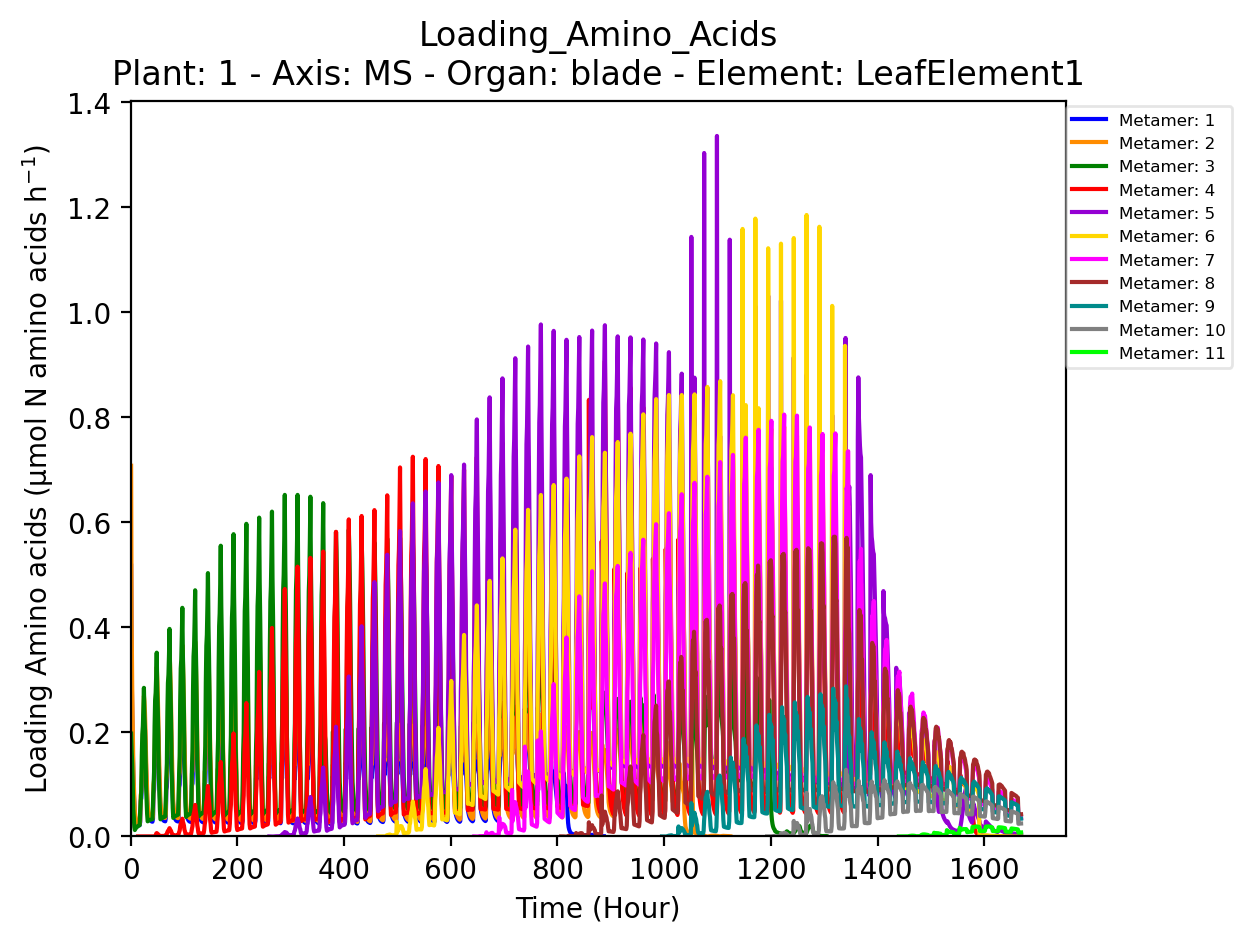 Loading_Amino_Acids
Plant: 1 - Axis: MS - Organ: blade - Element: LeafElement1
Loading Amino acids (µmol N amino acids h⁻¹)
1.4
1.2
1.0
0.8
0.6
0.4
0.2
0.0
0 200 400 600 800 1000 1200 1400 1600
Time (Hour)
Metamer: 1
Metamer: 2
Metamer: 3
Metamer: 4
Metamer: 5
Metamer: 6
Metamer: 7
Metamer: 8
Metamer: 9
Metamer: 10
Metamer: 11